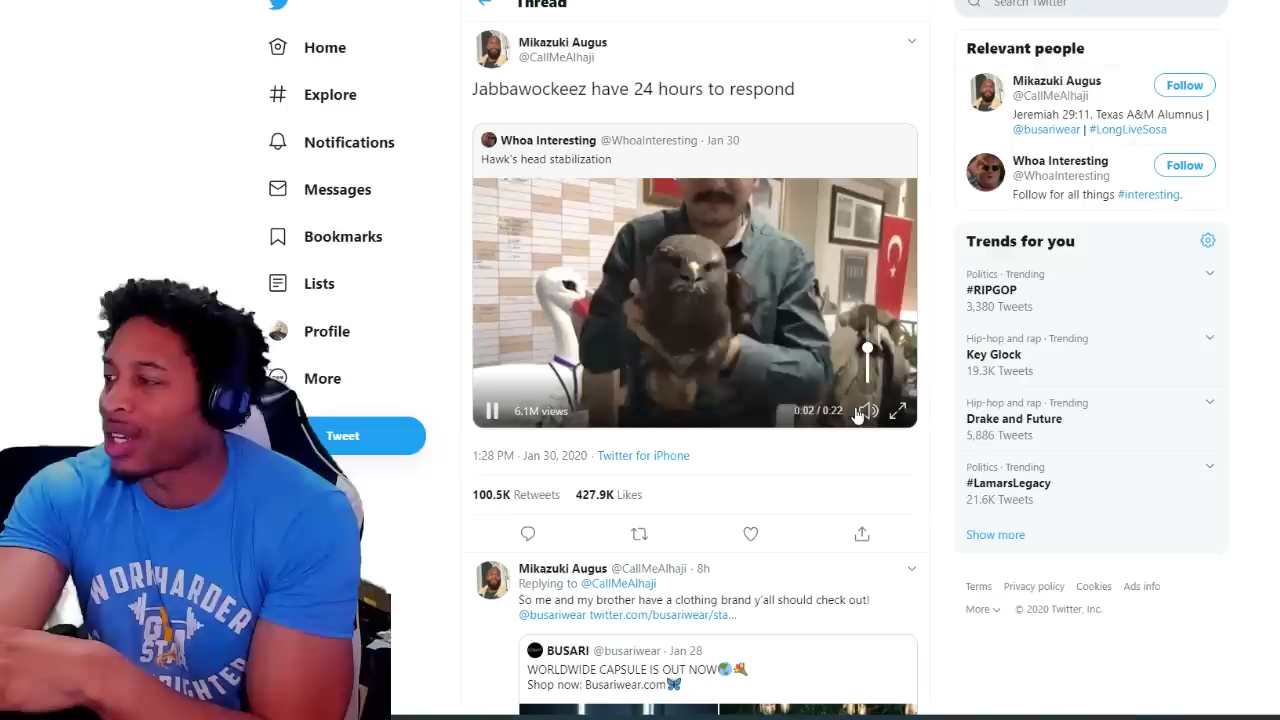 Thread
Search Twitter
Home
Explore
Notifications
Messages
Bookmarks
Lists
Profile
More
Tweet
Mikazuki Augus
@CallMeAlhaji
Jabbawockeez have 24 hours to respond
Whoa Interesting @WhoaInteresting · Jan 30
Hawk's head stabilization
6.1M views
0:02 / 0:22
1:28 PM · Jan 30, 2020 · Twitter for iPhone
100.5K Retweets 427.9K Likes
Mikazuki Augus @CallMeAlhaji · 8h
Replying to @CallMeAlhaji
So me and my brother have a clothing brand y'all should check out!
@busariwear twitter.com/busariwear/sta...
BUSARI @busariwear · Jan 28
WORLDWIDE CAPSULE IS OUT NOW🌍💐
Shop now: Busariwear.com🦋
Relevant people
Mikazuki Augus
@CallMeAlhaji
Follow
Jeremiah 29:11. Texas A&M Alumnus |
@busariwear | #LongLiveSosa
Whoa Interesting
@WhoaInteresting
Follow
Follow for all things #interesting.
Trends for you
Politics · Trending
#RIPGOP
3,380 Tweets
Hip-hop and rap · Trending
Key Glock
19.3K Tweets
Hip-hop and rap · Trending
Drake and Future
5,886 Tweets
Politics · Trending
#LamarsLegacy
21.6K Tweets
Show more
Terms Privacy policy Cookies Ads info
More © 2020 Twitter, Inc.
WORK HARDER